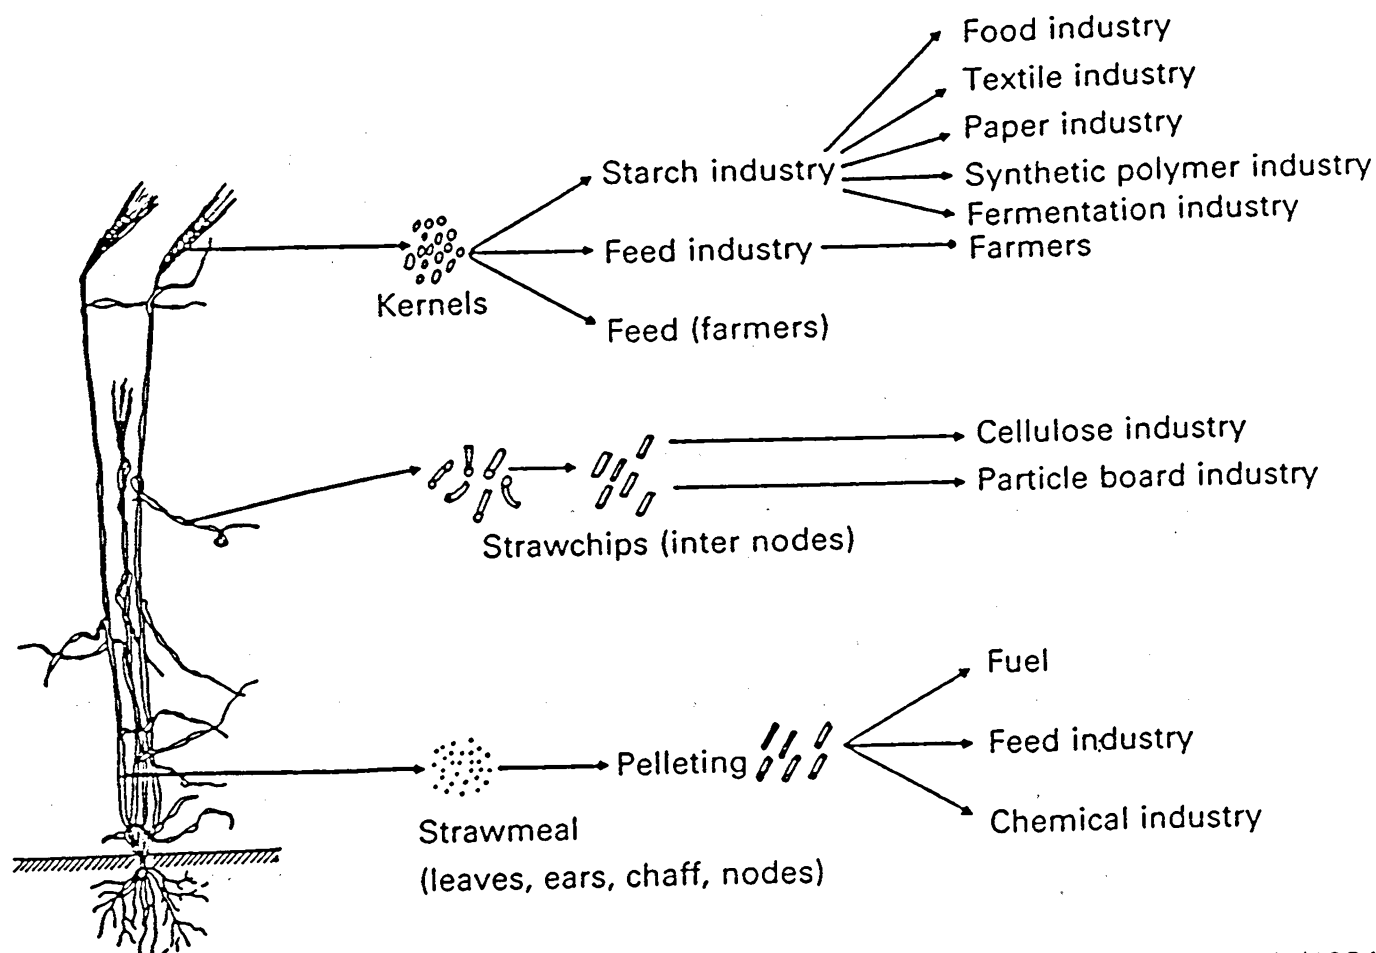 Food industry
Textile industry
Paper industry
Starch industry
Synthetic polymer industry
Fermentation industry
Feed industry
Farmers
Kernels
Feed (farmers)
Cellulose industry
Particle board industry
Strawchips (inter nodes)
Fuel
Feed industry
Pelleting
Chemical industry
Strawmeal
(leaves, ears, chaff, nodes)